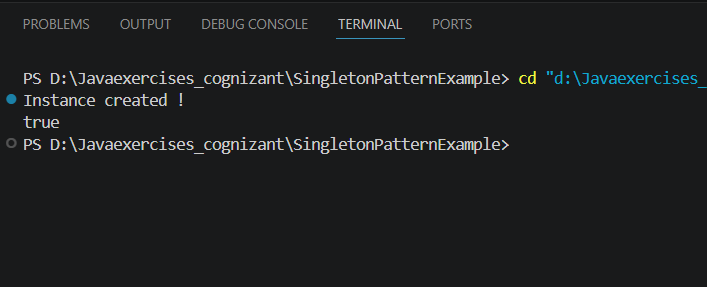 PROBLEMS OUTPUT DEBUG CONSOLE TERMINAL PORTS
PS D:\Javaexercises_cognizant\SingletonPatternExample> cd "d:\Javaexercises_
Instance created !
true
PS D:\Javaexercises_cognizant\SingletonPatternExample>